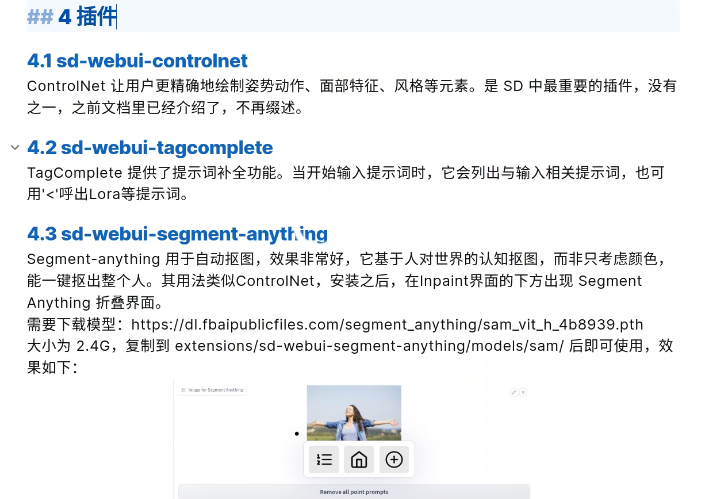 ## 4 插件
4.1 sd-webui-controlnet
ControlNet 让用户更精确地绘制姿势动作、面部特征、风格等元素。是 SD 中最重要的插件，没有
之一，之前文档里已经介绍了，不再缀述。
4.2 sd-webui-tagcomplete
TagComplete 提供了提示词补全功能。当开始输入提示词时，它会列出与输入相关提示词，也可
用'<'呼出Lora等提示词。
4.3 sd-webui-segment-anything
Segment-anything 用于自动抠图，效果非常好，它基于人对世界的认知抠图，而非只考虑颜色，
能一键抠出整个人。其用法类似ControlNet，安装之后，在Inpaint界面的下方出现 Segment
Anything 折叠界面。
需要下载模型：https://dl.fbaipublicfiles.com/segment_anything/sam_vit_h_4b8939.pth
大小为 2.4G，复制到 extensions/sd-webui-segment-anything/models/sam/ 后即可使用，效
果如下：
Image for Segment Anything
Remove all point prompts